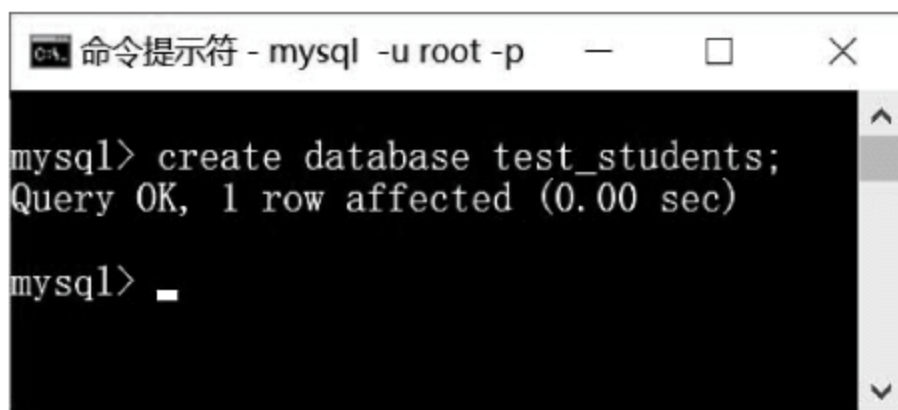 命令提示符 - mysql -u root -p
mysql> create database test_students;
Query OK, 1 row affected (0.00 sec)
mysql>